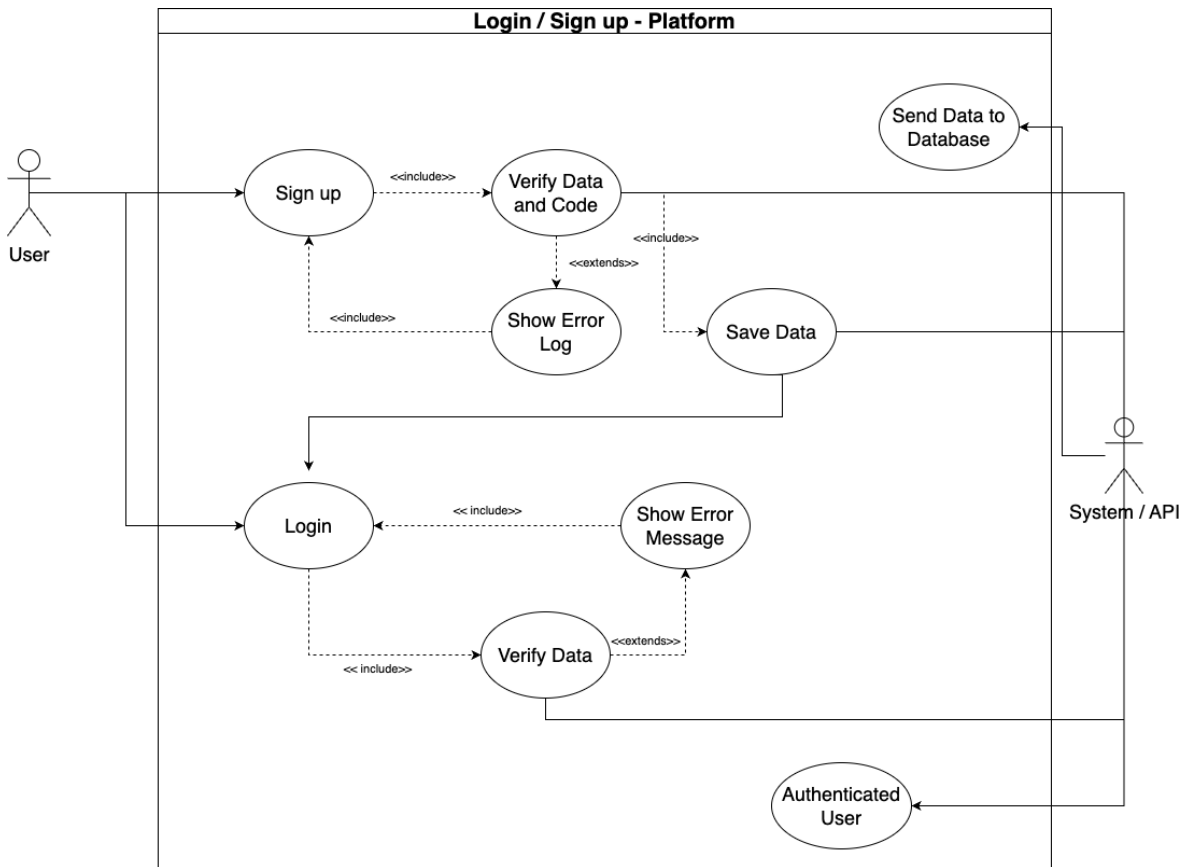 Login / Sign up - Platform
Send Data to
Database
Sign up
<<include>>
Verify Data
and Code
User
<<include>>
<<extends>>
<<include>>
Show Error
Log
Save Data
Login
<< include>>
Show Error
Message
System / API
<< include>>
Verify Data
<<extends>>
Authenticated
User